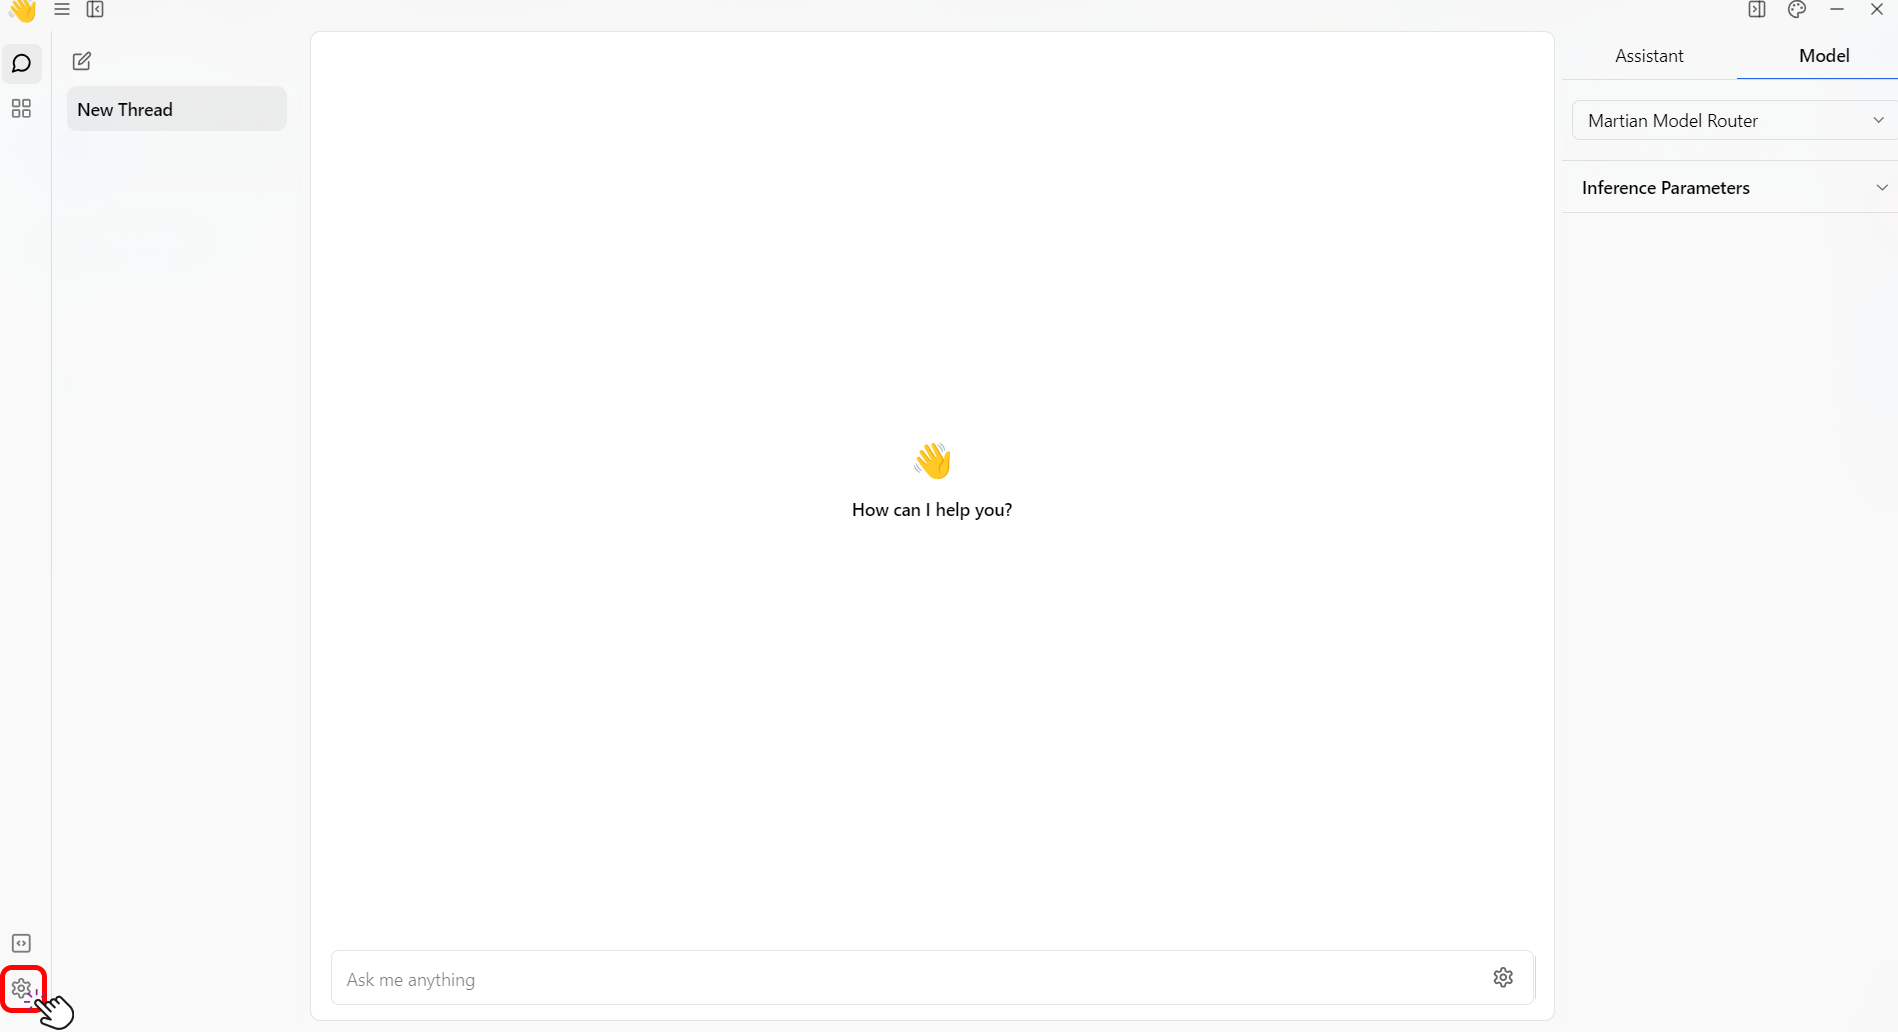 Assistant
Model
New Thread
Martian Model Router
Inference Parameters
How can I help you?
Ask me anything